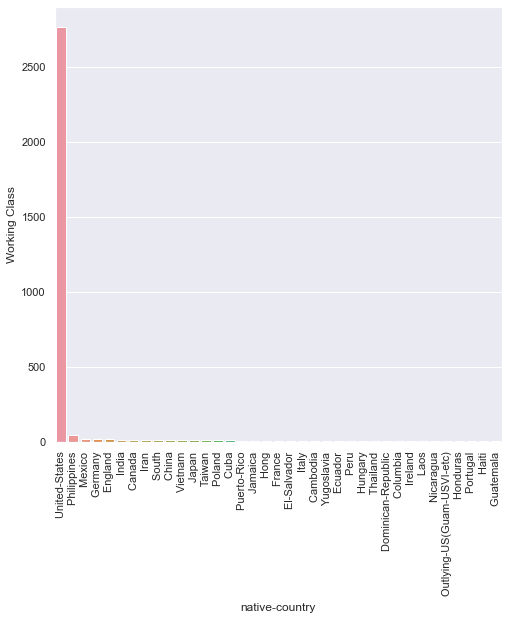 2500
2000
1500
1000
500
0
Working Class
United-States
Philippines
Mexico
Germany
England
India
Canada
Iran
South
China
Vietnam
Japan
Taiwan
Poland
Cuba
Puerto-Rico
Jamaica
Hong
France
El-Salvador
Italy
Cambodia
Yugoslavia
Ecuador
Peru
Hungary
Thailand
Dominican-Republic
Columbia
Ireland
Laos
Nicaragua
Outlying-US(Guam-USVI-etc)
Honduras
Portugal
Haiti
Guatemala
native-country